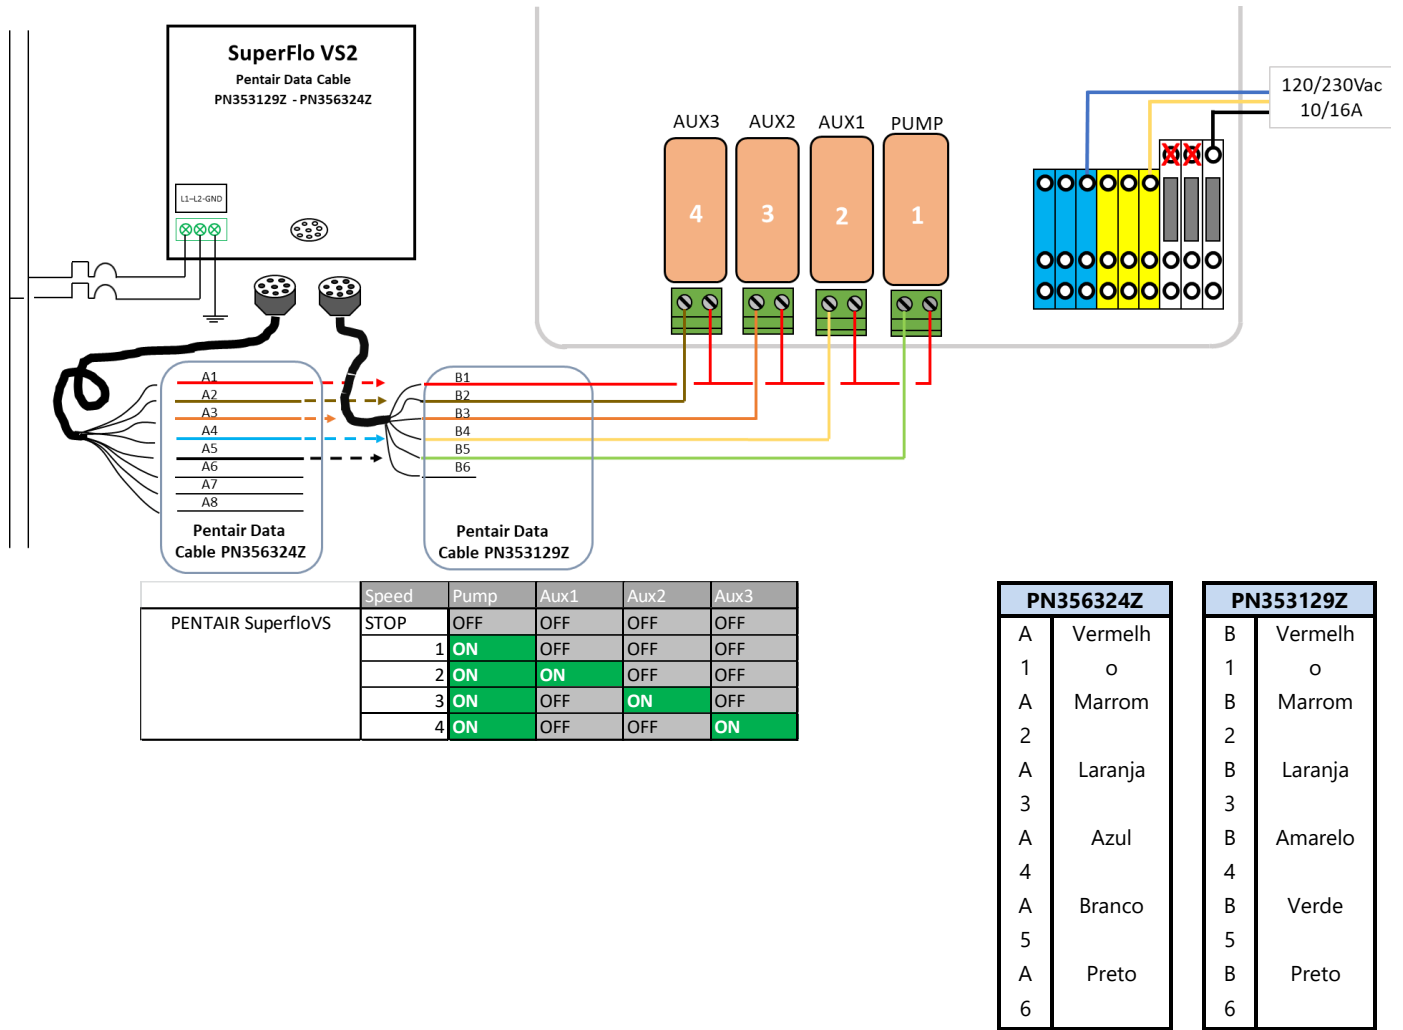 SuperFlo VS2
Pentair Data Cable
PN353129Z - PN356324Z
L1–L2-GND
120/230Vac
10/16A
AUX3 AUX2 AUX1 PUMP
4 3 2 1
A1
A2
A3
A4
A5
A6
A7
A8
Pentair Data
Cable PN356324Z
B1
B2
B3
B4
B5
B6
Pentair Data
Cable PN353129Z
Speed Pump Aux1 Aux2 Aux3
PENTAIR SuperfloVS STOP OFF OFF OFF OFF
1 ON OFF OFF OFF
2 ON ON OFF OFF
3 ON OFF ON OFF
4 ON OFF OFF ON
PN356324Z
A Vermelh
1 o
A Marrom
2
A Laranja
3
A Azul
4
A Branco
5
A Preto
6
PN353129Z
B Vermelh
1 o
B Marrom
2
B Laranja
3
B Amarelo
4
B Verde
5
B Preto
6